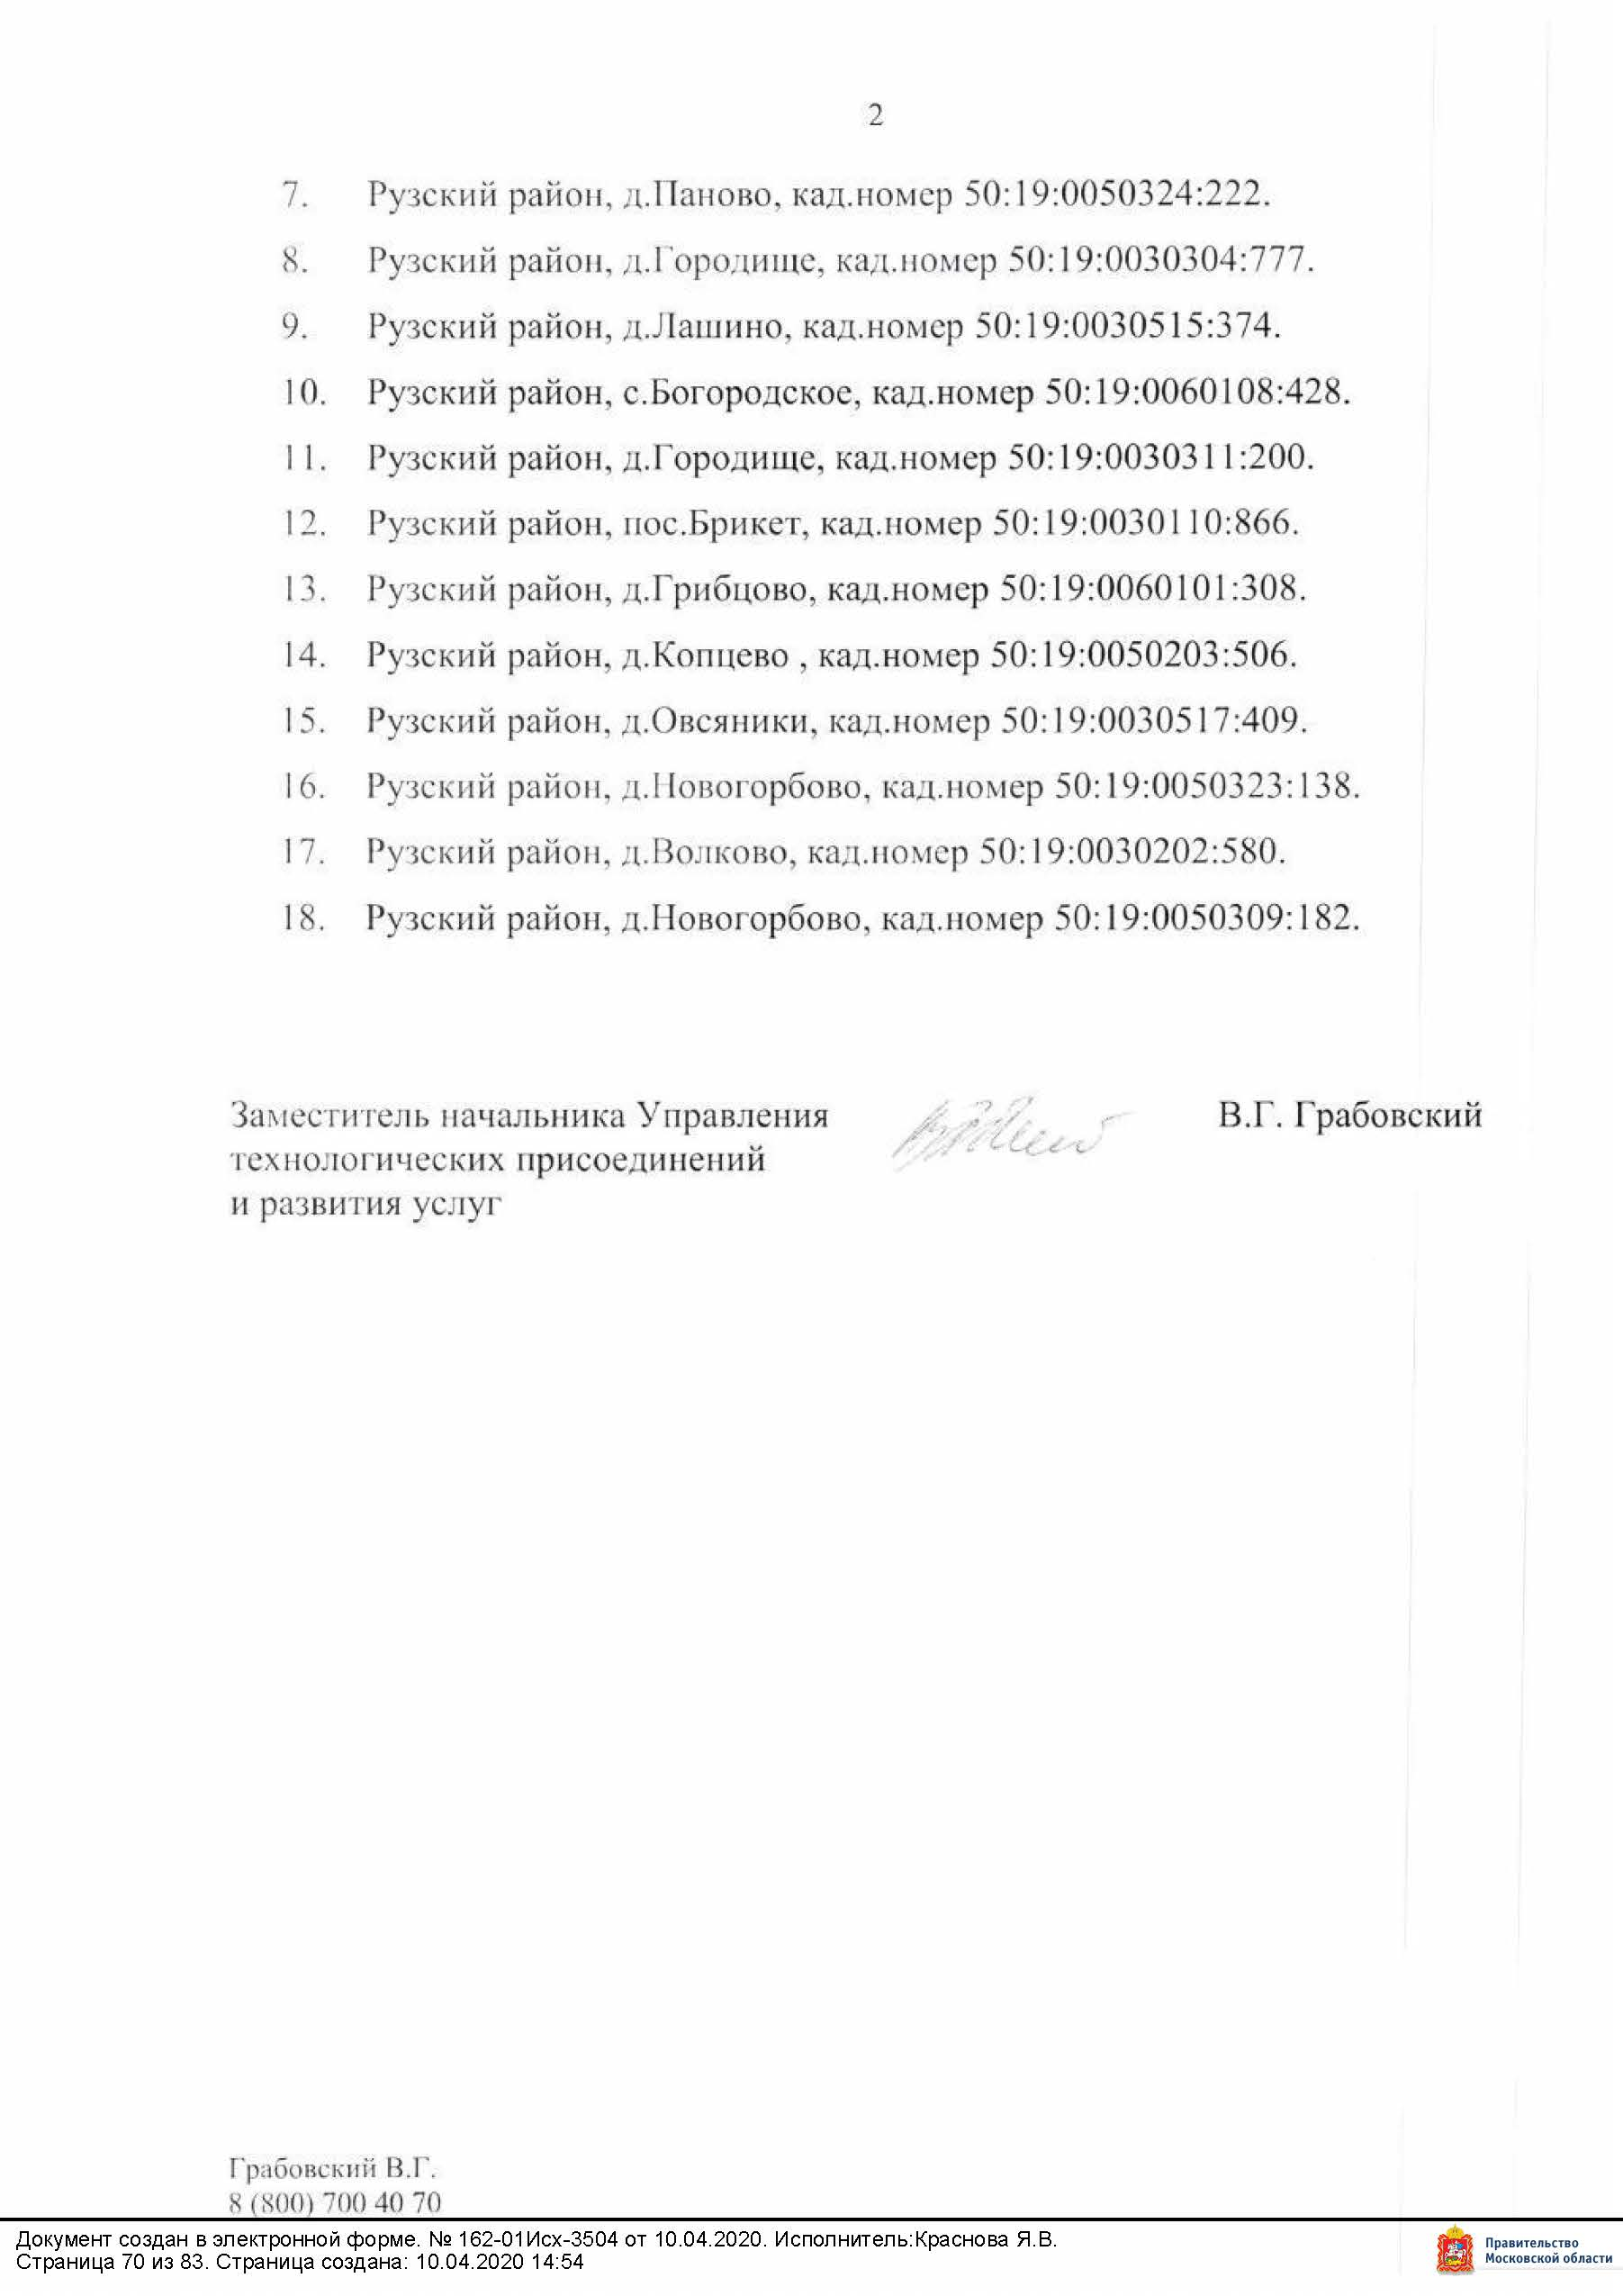 2
7. Рузский район, д.Паново, кад.номер 50:19:0050324:222.
8. Рузский район, д.Городище, кад.номер 50:19:0030304:777.
9. Рузский район, д.Лашино, кад.номер 50:19:0030515:374.
10. Рузский район, с.Богородское, кад.номер 50:19:0060108:428.
11. Рузский район, д.Городище, кад.номер 50:19:0030311:200.
12. Рузский район, пос.Брикет, кад.номер 50:19:0030110:866.
13. Рузский район, д.Грибцово, кад.номер 50:19:0060101:308.
14. Рузский район, д.Копцево , кад.номер 50:19:0050203:506.
15. Рузский район, д.Овсяники, кад.номер 50:19:0030517:409.
16. Рузский район, д.Новогорбово, кад.номер 50:19:0050323:138.
17. Рузский район, д.Волково, кад.номер 50:19:0030202:580.
18. Рузский район, д.Новогорбово, кад.номер 50:19:0050309:182.
Заместитель начальника Управления В.Г. Грабовский
технологических присоединений
и развития услуг
Грабовский В.Г.
8 (800) 700 40 70
Документ создан в электронной форме. № 162-01Исх-3504 от 10.04.2020. Исполнитель:Краснова Я.В.
Страница 70 из 83. Страница создана: 10.04.2020 14:54
Правительство
Московской области